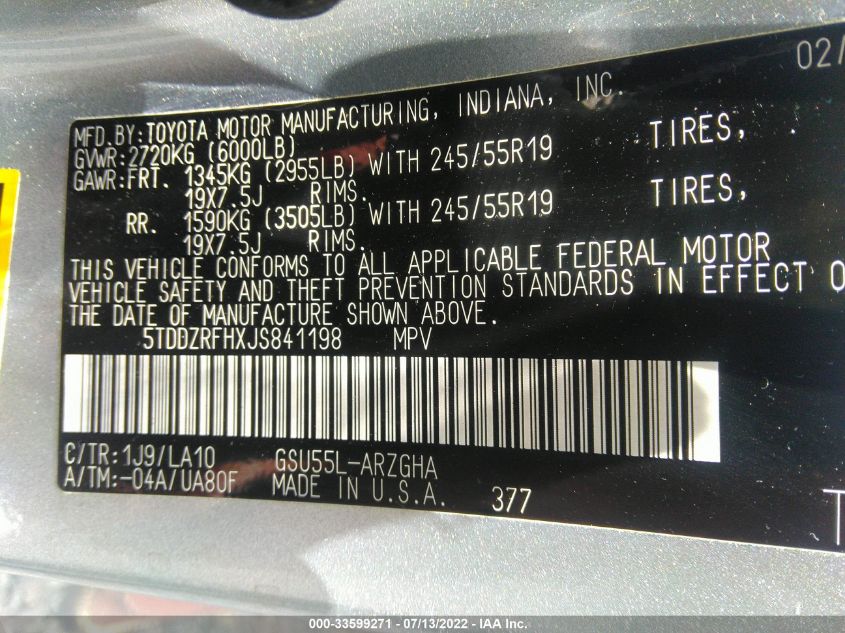 02/
MFD.BY:TOYOTA MOTOR MANUFACTURING, INDIANA, INC.
GVWR:2720KG (6000LB)
GAWR:FRT. 1345KG (2955LB) WITH 245/55R19 TIRES,
19X7.5J RIMS.
RR. 1590KG (3505LB) WITH 245/55R19 TIRES,
19X7.5J RIMS.
THIS VEHICLE CONFORMS TO ALL APPLICABLE FEDERAL MOTOR
VEHICLE SAFETY AND THEFT PREVENTION STANDARDS IN EFFECT O
THE DATE OF MANUFACTURE SHOWN ABOVE.
5TDDZRFHXJS841198 MPV
C/TR:1J9/LA10 GSU55L-ARZGHA
A/TM:-04A/UA80F MADE IN U.S.A. 377
T
000-33599271 - 07/13/2022 - IAA Inc.